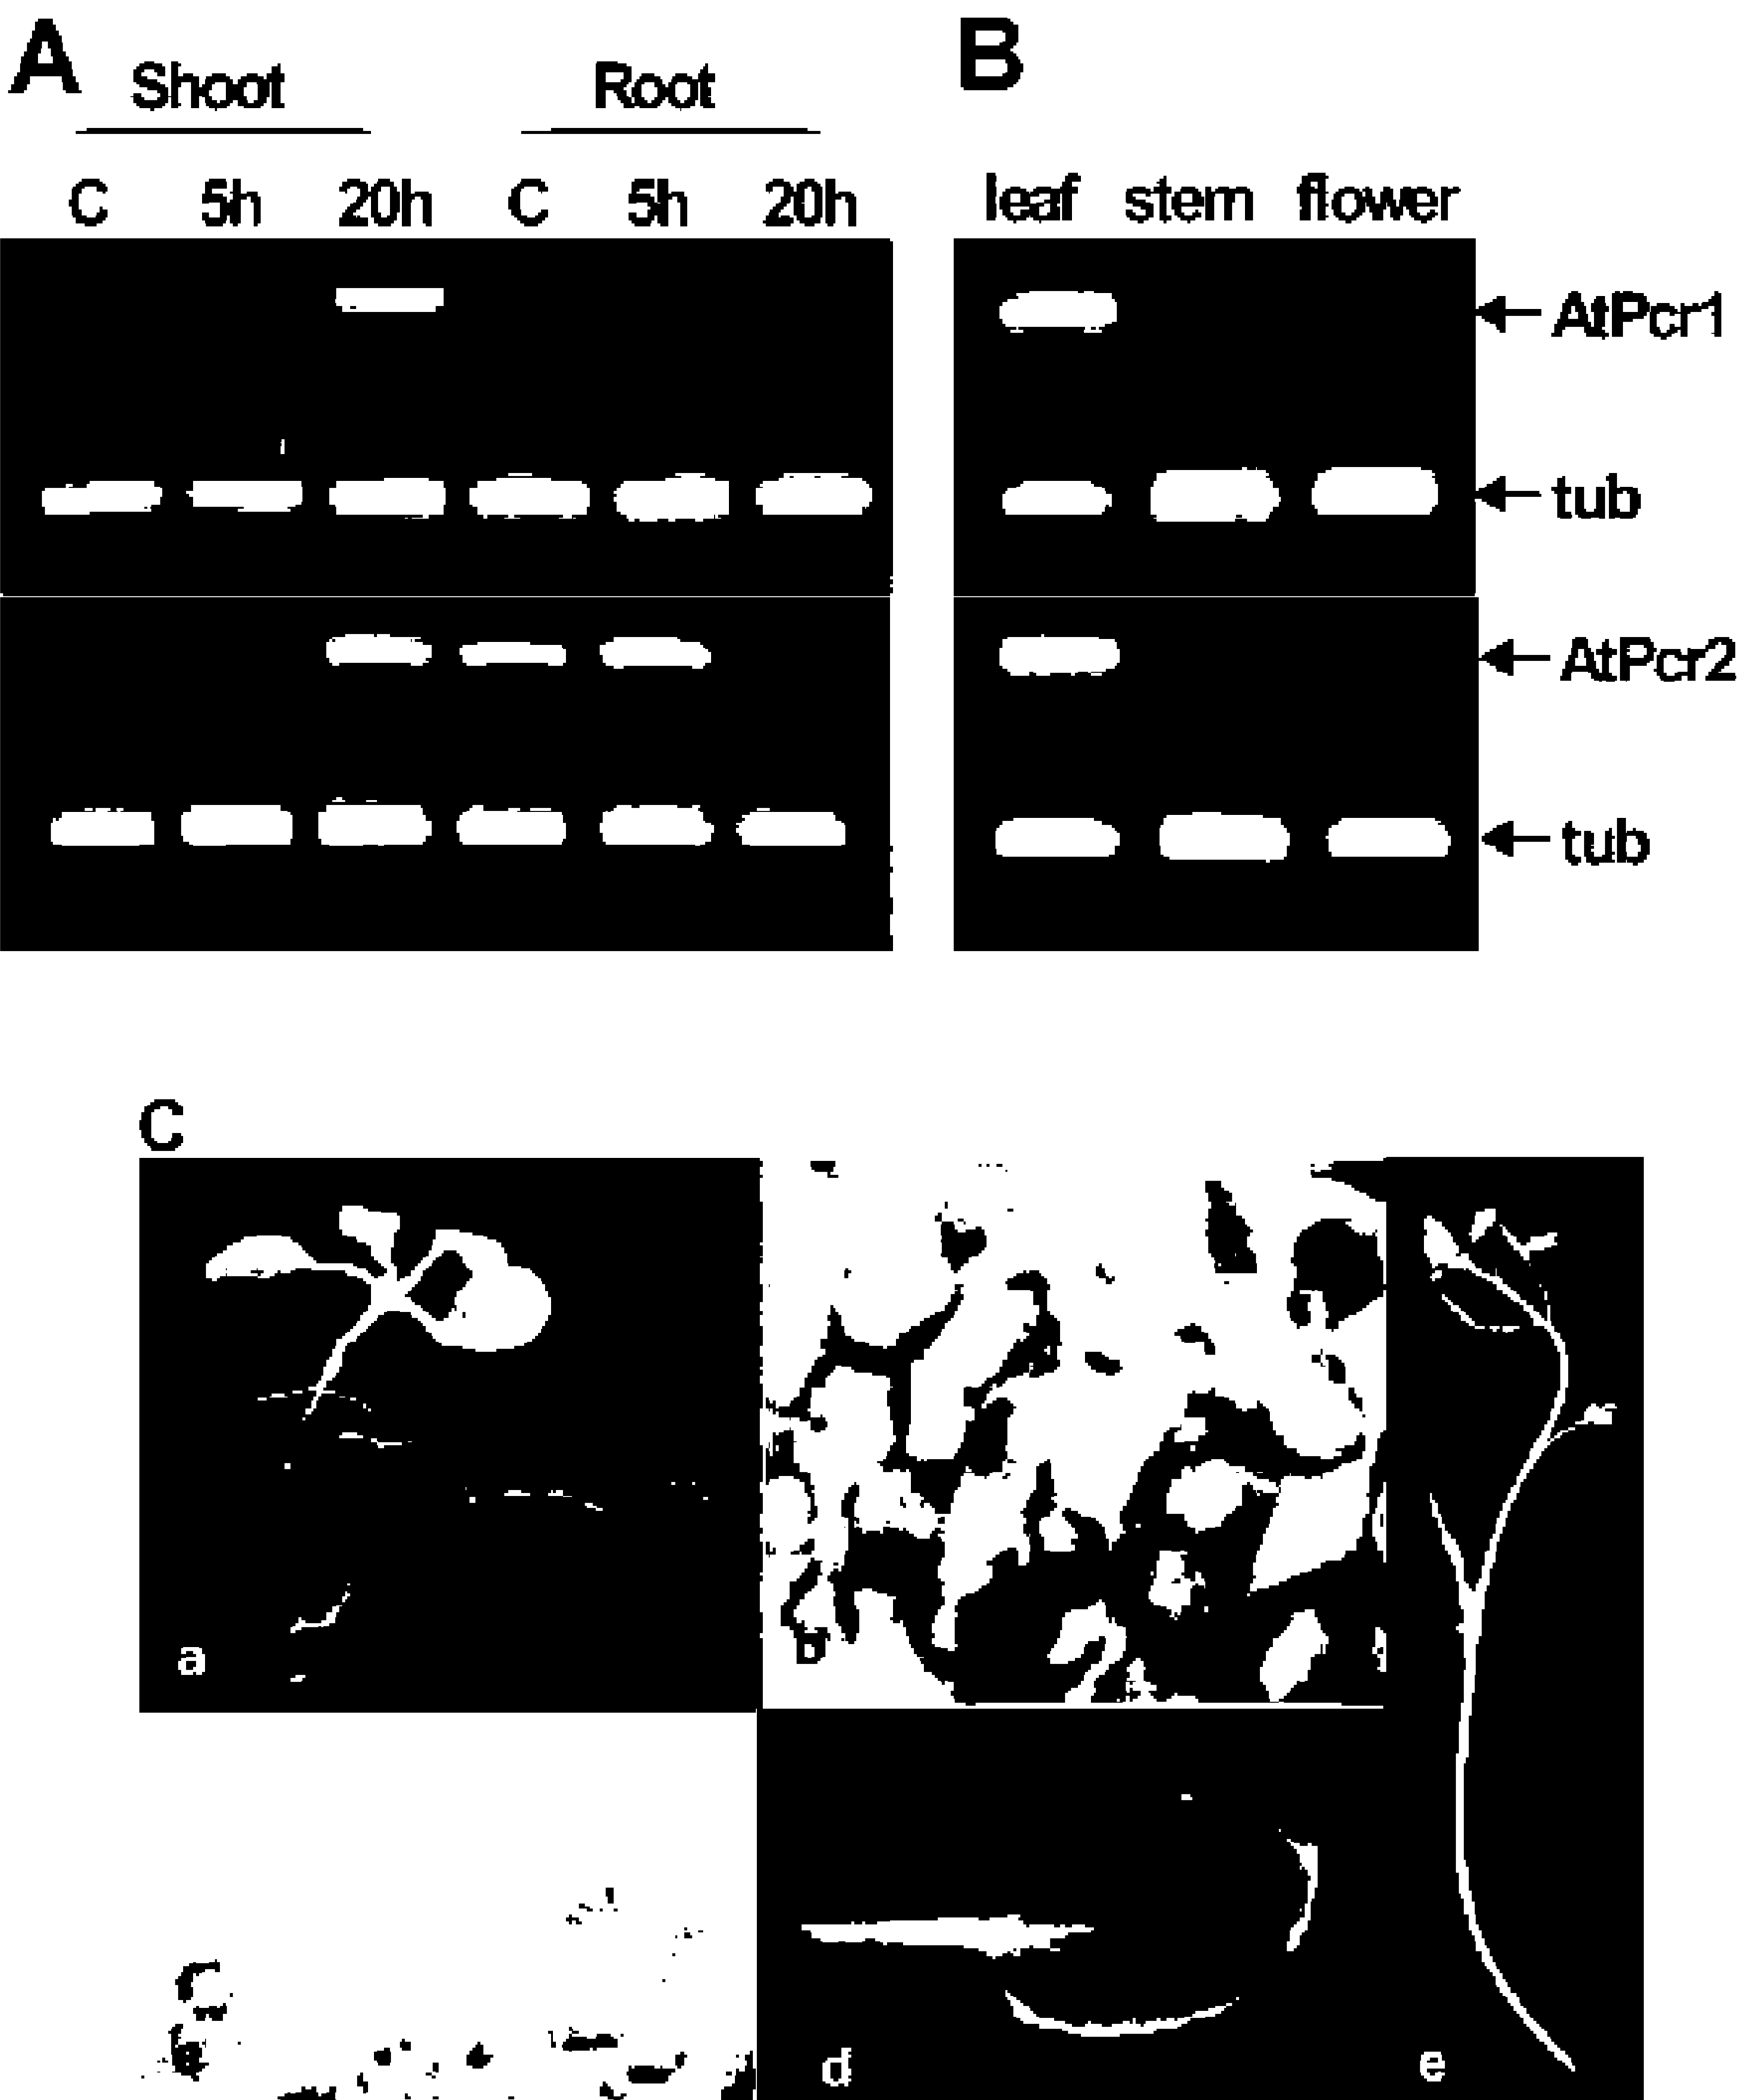 A B
Shoot Root
C 5h 20h C 5h 20h leaf stem flower
AtPcr1
tub
AtPcr2
tub
C
a
b
d
e